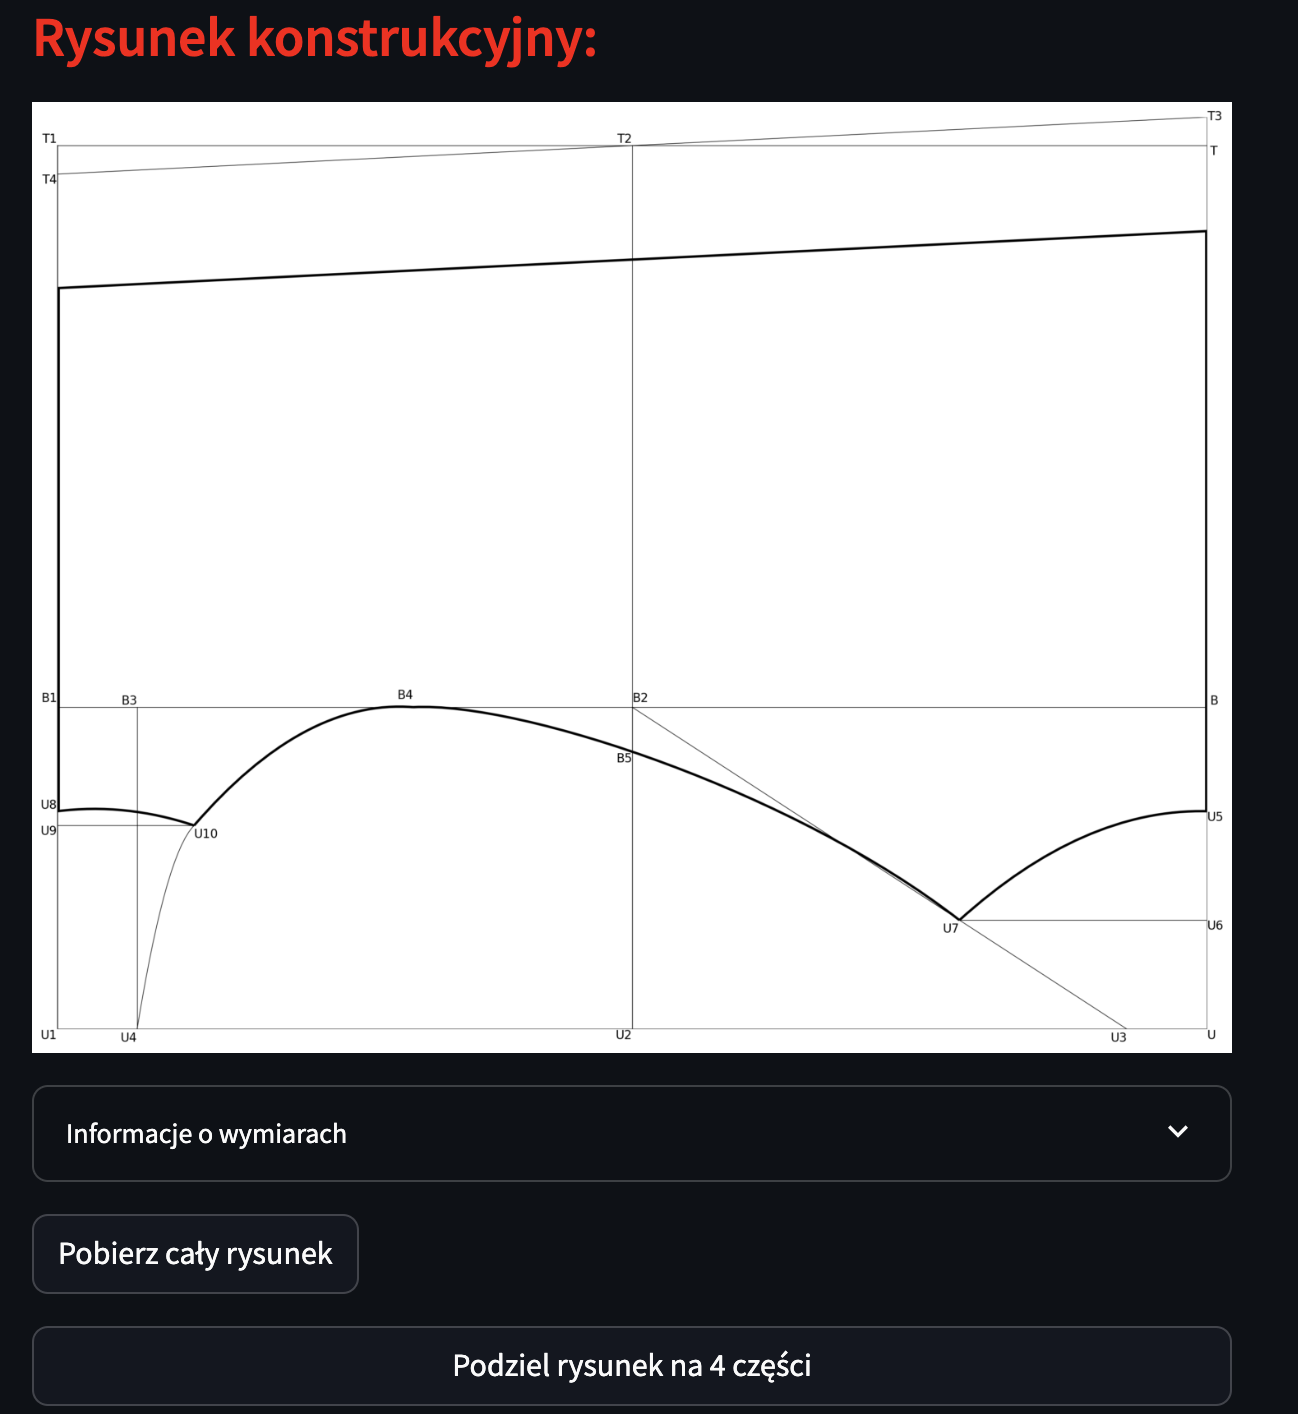 Rysunek konstrukcyjny:
T3
T1
T2
T
T4
B1
B3
B4
B2
B
B5
U8
U5
U9
U10
U7
U6
U1
U4
U2
U3
U
Informacje o wymiarach
Pobierz cały rysunek
Podziel rysunek na 4 części